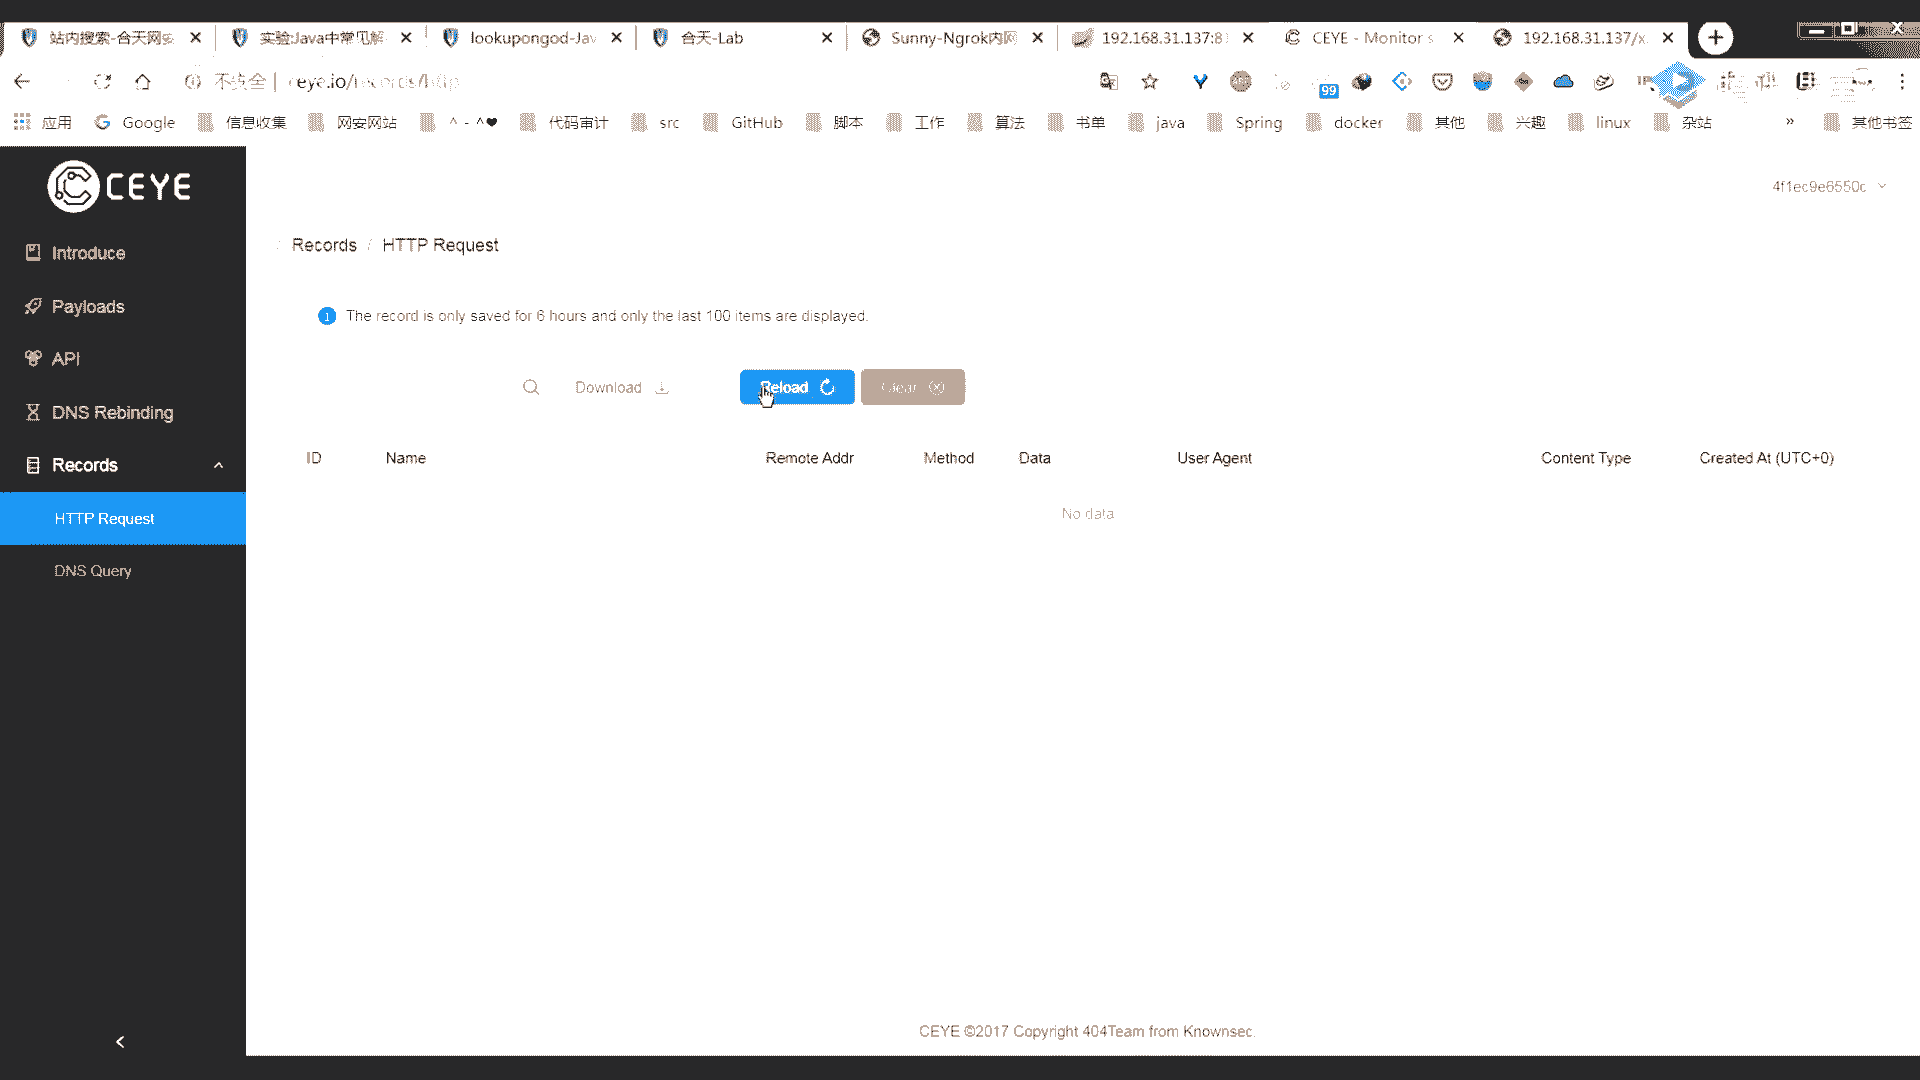 站内搜索-合天网安
实验:Java中常见解
lookupongod-Jav
合天-Lab
Sunny-Ngrok内网
192.168.31.137:8
CEYE - Monitor s
192.168.31.137/x
不安全 | ceye.io/records/http
99
应用
Google
信息收集
网安网站
^ - ^❤
代码审计
src
GitHub
脚本
工作
算法
书单
java
Spring
docker
其他
兴趣
linux
杂站
»
其他书签
CEYE
4f1ec9e6550c
Introduce
Payloads
API
DNS Rebinding
Records
HTTP Request
DNS Query
/ Records / HTTP Request
The record is only saved for 6 hours and only the last 100 items are displayed.
Download
Reload
Clear
ID Name Remote Addr Method Data User Agent Content Type Created At (UTC+0)
No data
CEYE ©2017 Copyright 404Team from Knownsec.